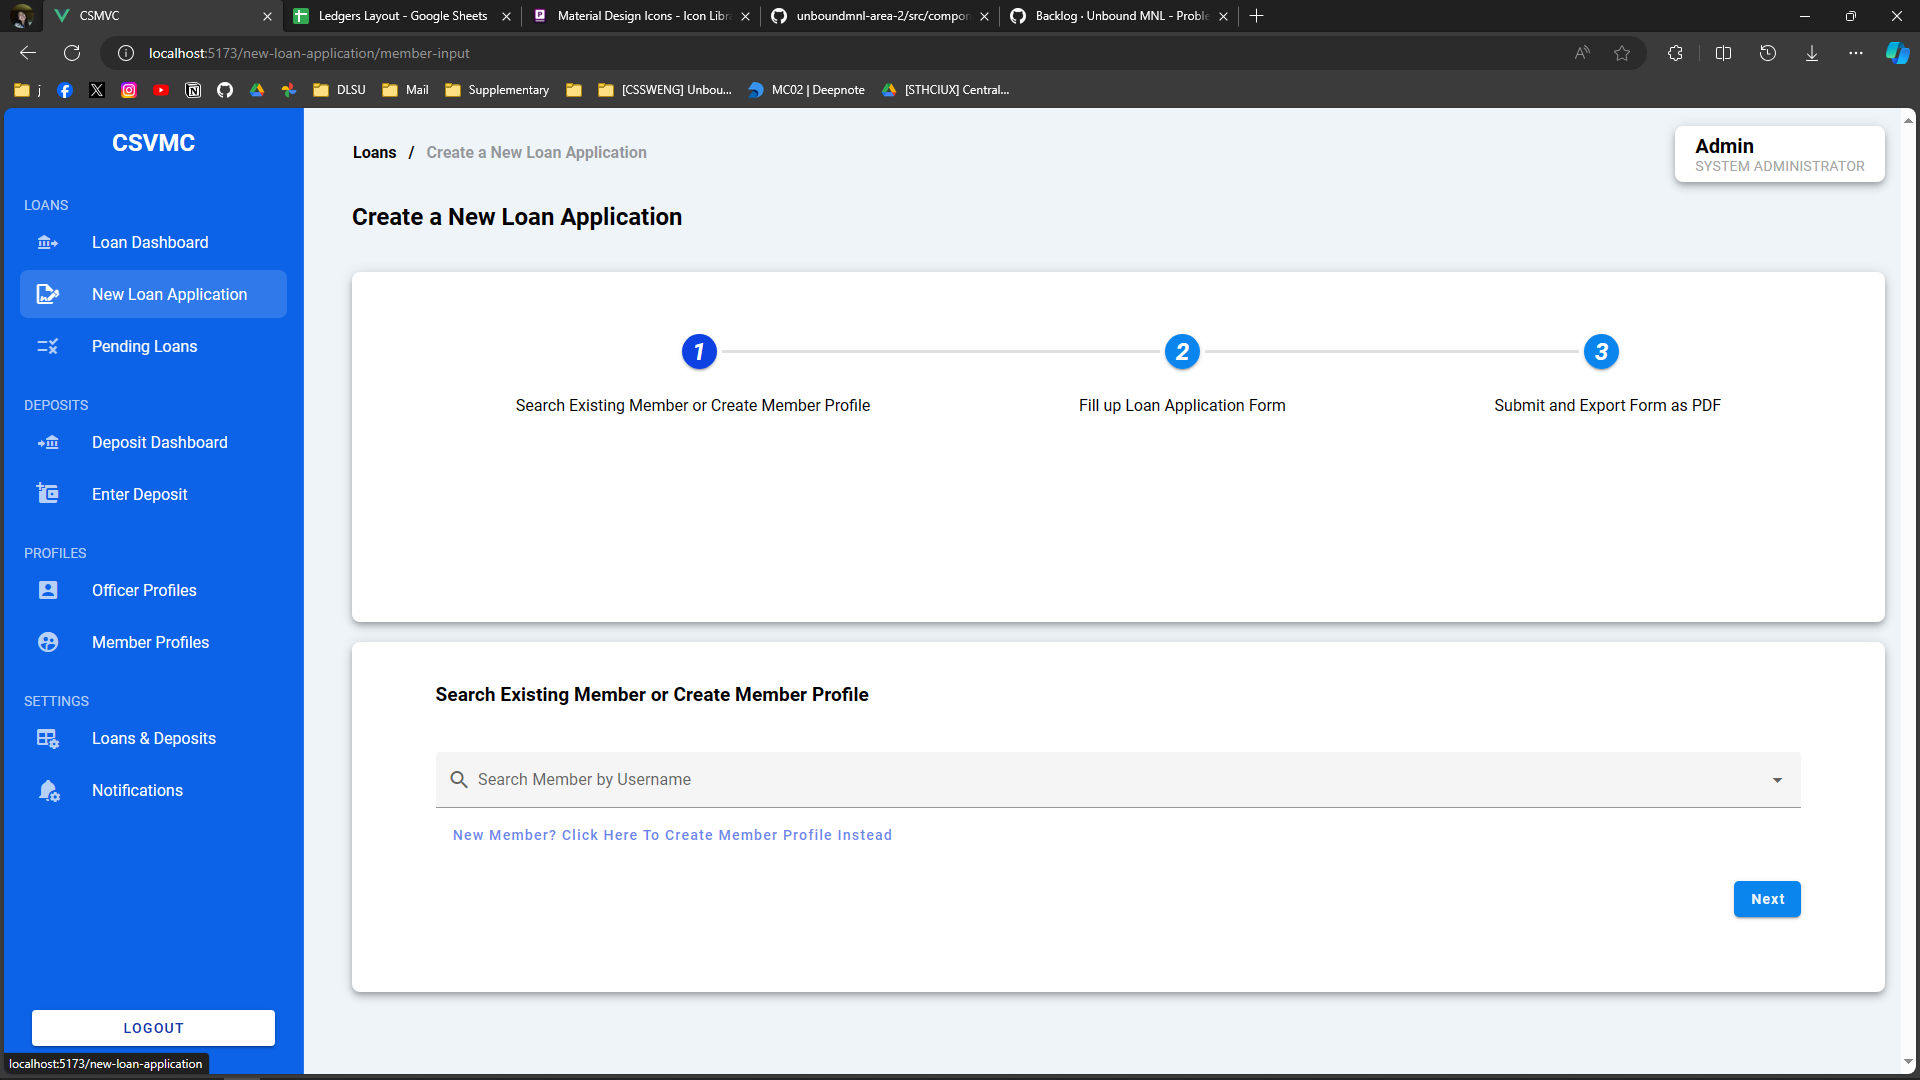 CSMVC
Ledgers Layout - Google Sheets
Material Design Icons - Icon Libr
unboundmnl-area-2/src/compon
Backlog · Unbound MNL - Proble
localhost:5173/new-loan-application/member-input
j
DLSU
Mail
Supplementary
[CSSWENG] Unbou...
MC02 | Deepnote
[STHCIUX] Central...
CSVMC
LOANS
Loan Dashboard
New Loan Application
Pending Loans
DEPOSITS
Deposit Dashboard
Enter Deposit
PROFILES
Officer Profiles
Member Profiles
SETTINGS
Loans & Deposits
Notifications
LOGOUT
localhost:5173/new-loan-application
Loans / Create a New Loan Application
Admin
SYSTEM ADMINISTRATOR
Create a New Loan Application
1
2
3
Search Existing Member or Create Member Profile
Fill up Loan Application Form
Submit and Export Form as PDF
Search Existing Member or Create Member Profile
Search Member by Username
New Member? Click Here To Create Member Profile Instead
Next